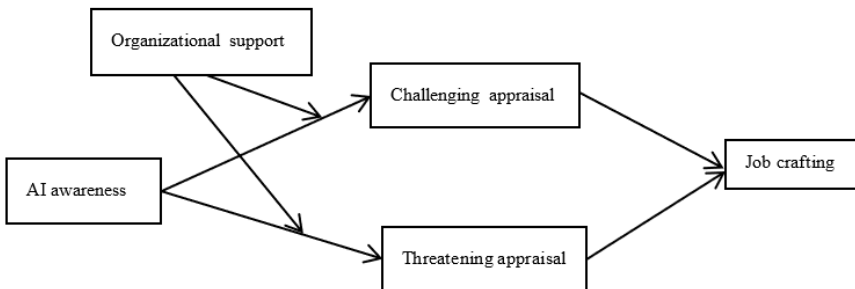 Organizational support
Challenging appraisal
Job crafting
AI awareness
Threatening appraisal